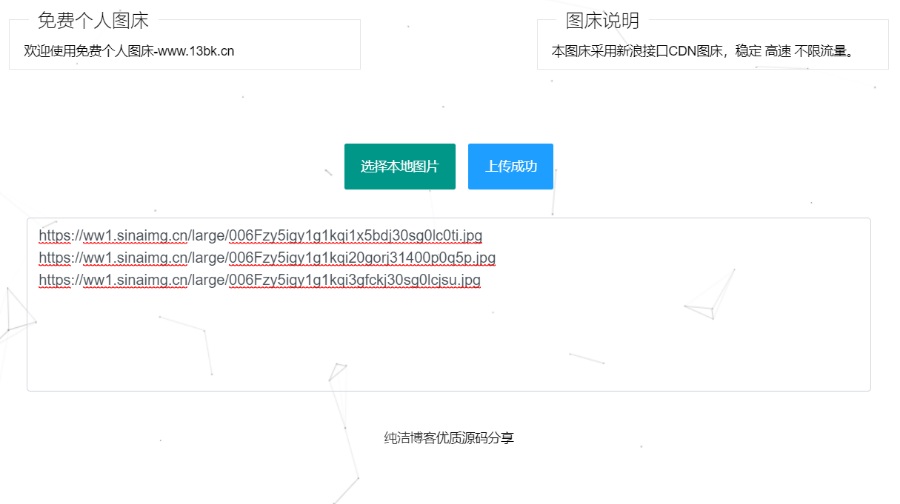 免费个人图床
欢迎使用免费个人图床-www.13bk.cn
图床说明
本图床采用新浪接口CDN图床，稳定 高速 不限流量。
选择本地图片
上传成功
https://ww1.sinaimg.cn/large/006Fzy5igy1g1kqi1x5bdj30sg0lc0ti.jpg
https://ww1.sinaimg.cn/large/006Fzy5igy1g1kqi20gorj31400p0q5p.jpg
https://ww1.sinaimg.cn/large/006Fzy5igy1g1kqi3gfckj30sg0lcjsu.jpg
纯洁博客优质源码分享